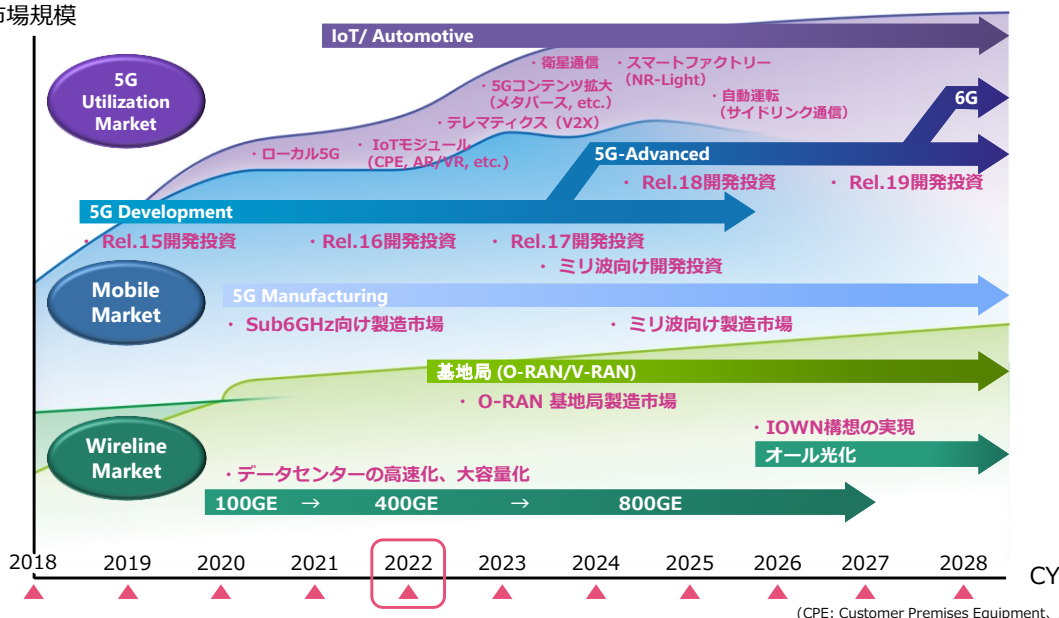 市場規模
IoT/ Automotive
5G
Utilization
Market
・衛星通信
・スマートファクトリー
（NR-Light）
・5Gコンテンツ拡大
（メタバース, etc.）
・自動運転
（サイドリンク通信）
6G
・テレマティクス（V2X）
・ローカル5G
・ IoTモジュール
（CPE, AR/VR, etc.）
5G-Advanced
・ Rel.18開発投資
・ Rel.19開発投資
5G Development
・ Rel.15開発投資
・ Rel.16開発投資
・ Rel.17開発投資
・ ミリ波向け開発投資
Mobile
Market
5G Manufacturing
・ Sub6GHz向け製造市場
・ ミリ波向け製造市場
基地局 (O-RAN/V-RAN)
・ O-RAN 基地局製造市場
Wireline
Market
・IOWN構想の実現
オール光化
・データセンターの高速化、大容量化
100GE → 400GE → 800GE
2018 2019 2020 2021 2022 2023 2024 2025 2026 2027 2028
CY
（CPE: Customer Premises Equipment、